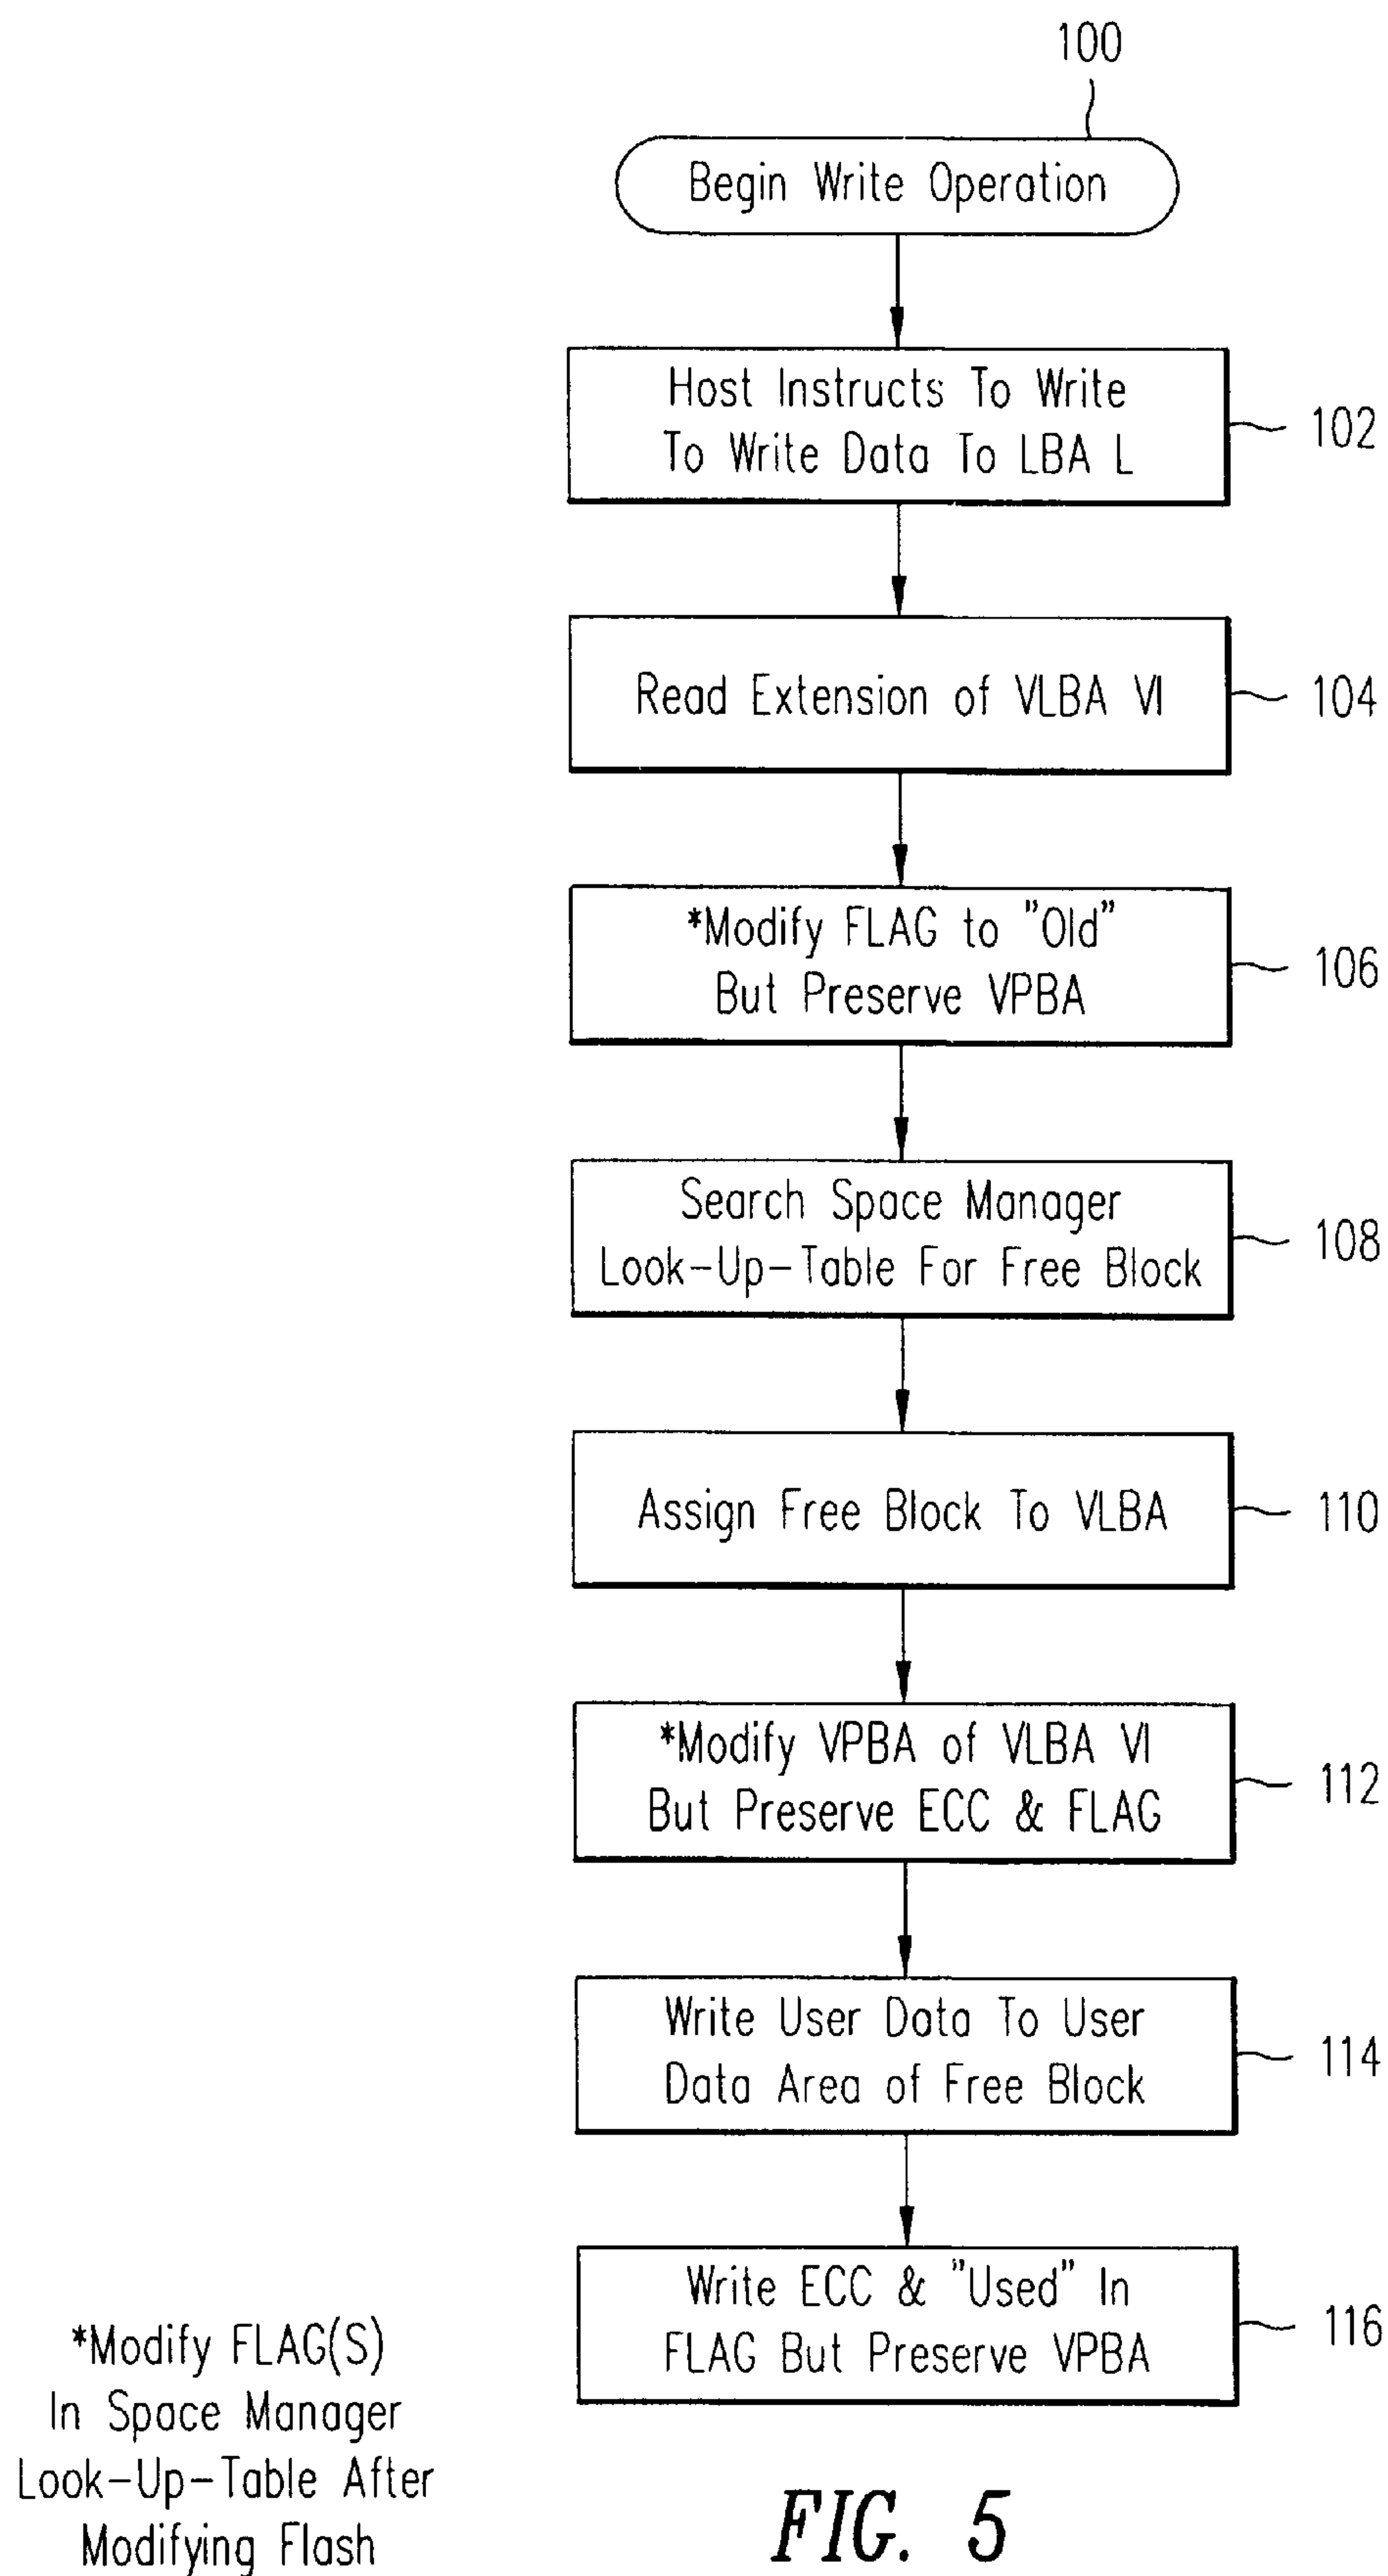 100
Begin Write Operation
Host Instructs To Write
To Write Data To LBA L
102
Read Extension of VLBA VI
104
*Modify FLAG to "Old"
But Preserve VPBA
106
Search Space Manager
Look-Up-Table For Free Block
108
Assign Free Block To VLBA
110
*Modify VPBA of VLBA VI
But Preserve ECC & FLAG
112
Write User Data To User
Data Area of Free Block
114
Write ECC & "Used" In
FLAG But Preserve VPBA
116
*Modify FLAG(S)
In Space Manager
Look-Up-Table After
Modifying Flash
FIG. 5